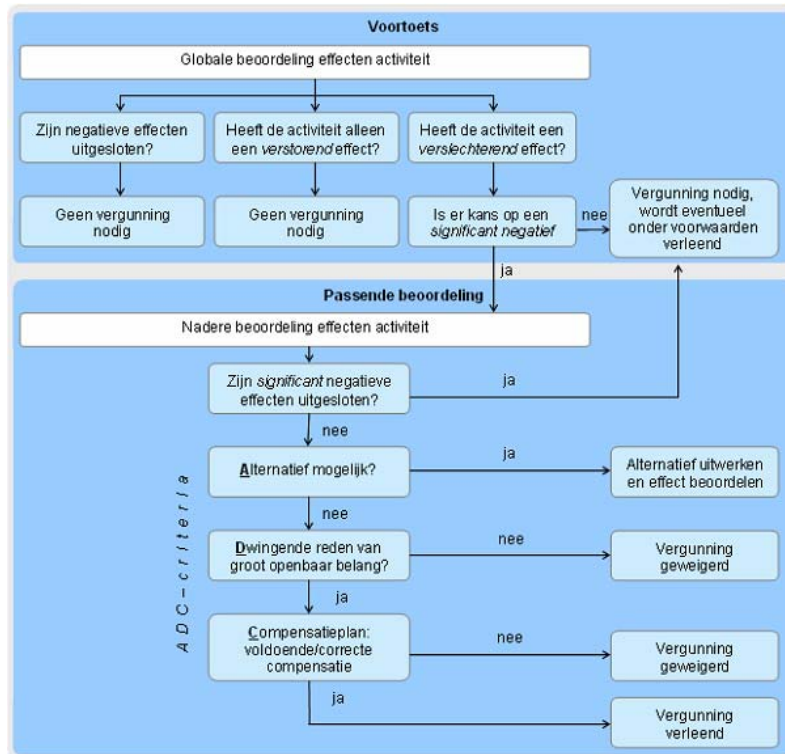 Voortoets
Globale beoordeling effecten activiteit
Zijn negatieve effecten
uitgesloten?
Heeft de activiteit alleen
een verstorend effect?
Heeft de activiteit een
verslechterend effect?
Geen vergunning
nodig
Geen vergunning
nodig
Is er kans op een
significant negatief
nee
Vergunning nodig,
wordt eventueel
onder voorwaarden
verleend
ja
Passende beoordeling
Nadere beoordeling effecten activiteit
Zijn significant negatieve
effecten uitgesloten?
ja
nee
ADC-criteria
Alternatief mogelijk?
ja
Alternatief uitwerken
en effect beoordelen
nee
Dwingende reden van
groot openbaar belang?
nee
Vergunning
geweigerd
ja
Compensatieplan:
voldoende/correcte
compensatie
nee
Vergunning
geweigerd
ja
Vergunning
verleend